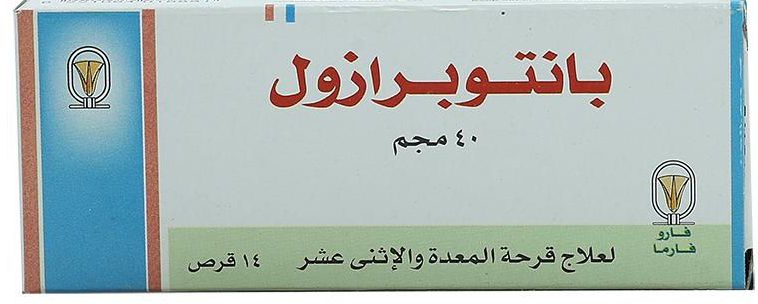 بانتوبرازول
٤٠ مجم
فارو
فارما
لعلاج قرحة المعدة والإثنى عشر ١٤ قرص